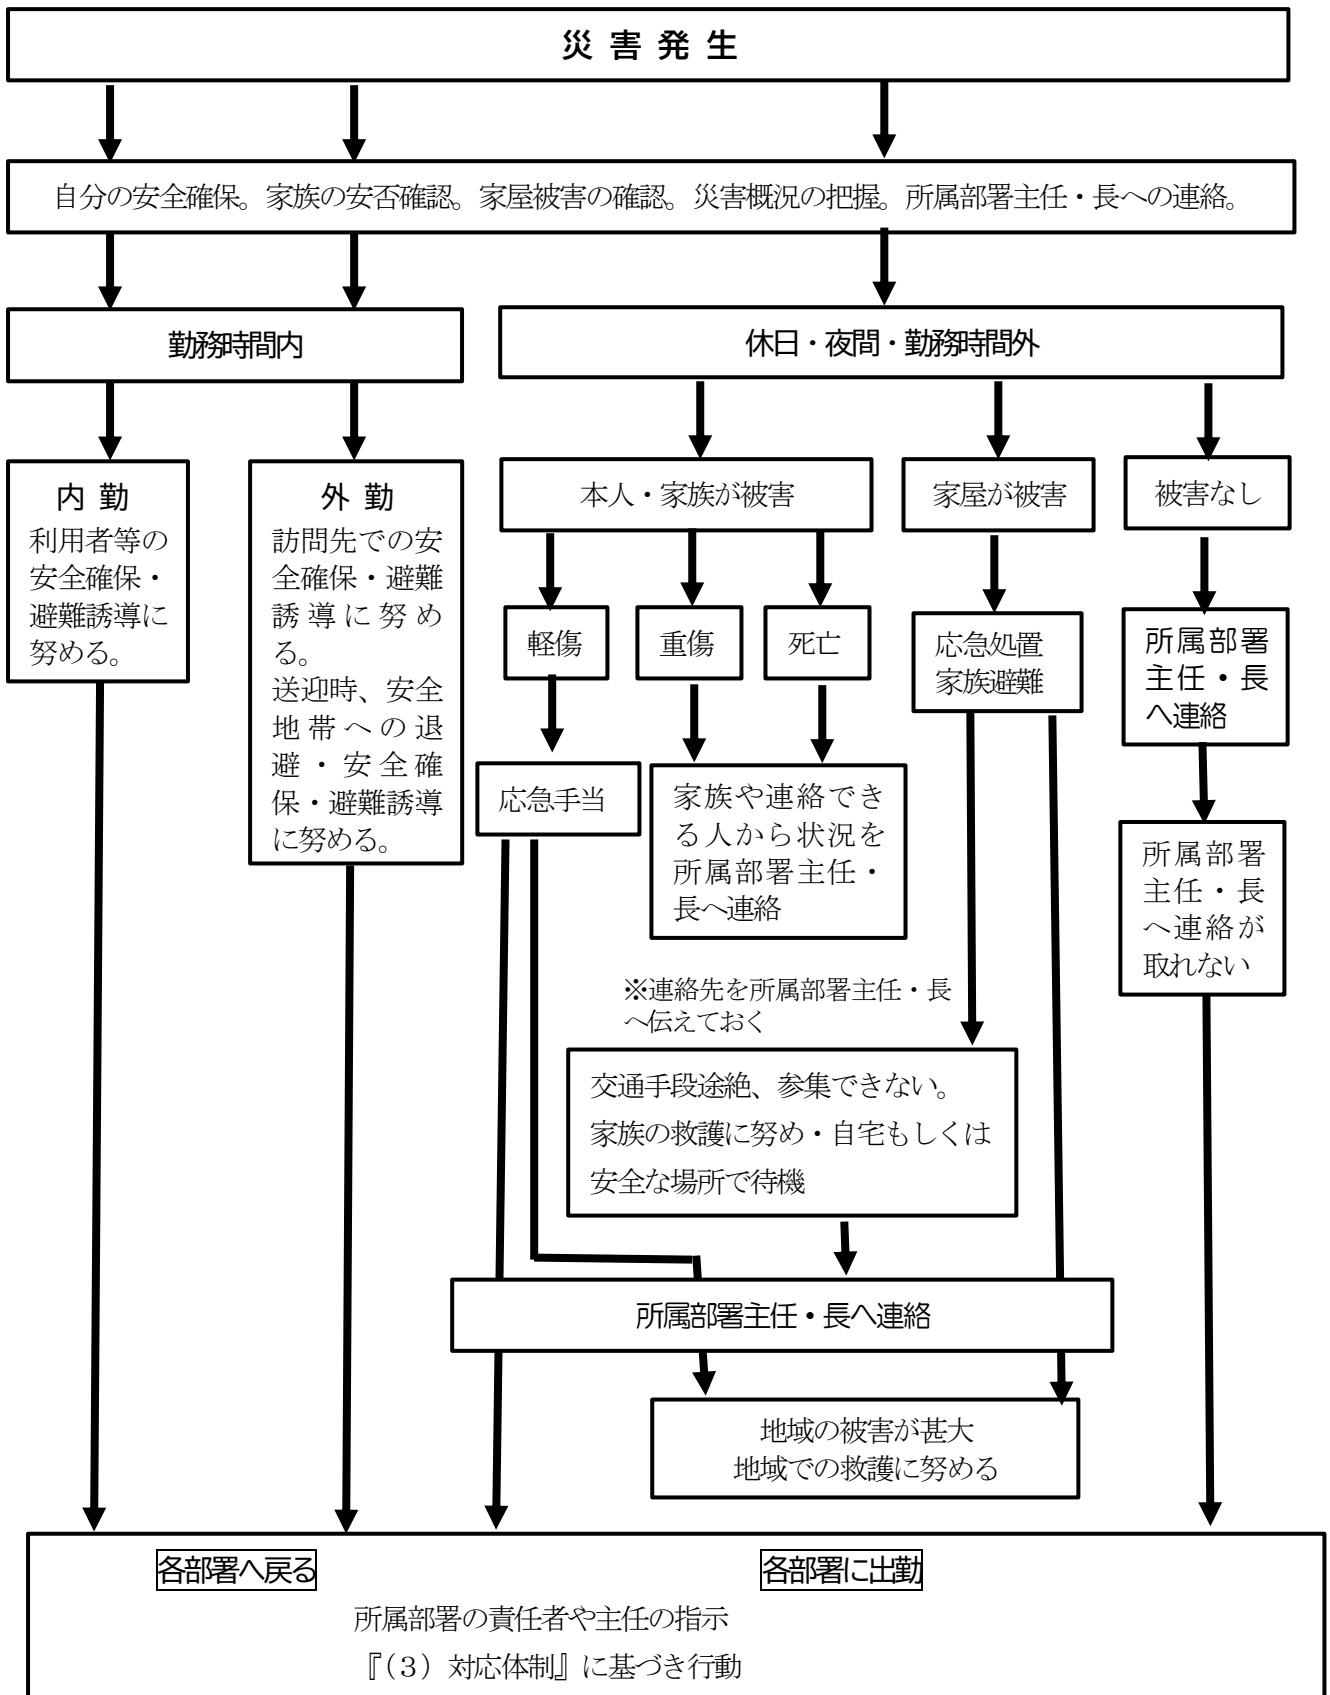 災 害 発 生
自分の安全確保。家族の安否確認。家屋被害の確認。災害概況の把握。所属部署主任・長への連絡。
勤務時間内
休日・夜間・勤務時間外
内 勤
利用者等の
安全確保・
避難誘導に
努める。
外 勤
訪問先での安
全確保・避難
誘導に努め
る。
送迎時、安全
地帯への退
避・安全確
保・避難誘導
に努める。
本人・家族が被害
家屋が被害
被害なし
軽傷
重傷
死亡
応急処置
家族避難
所属部署
主任・長
へ連絡
応急手当
家族や連絡でき
る人から状況を
所属部署主任・
長へ連絡
所属部署
主任・長
へ連絡が
取れない
※連絡先を所属部署主任・長
へ伝えておく
交通手段途絶、参集できない。
家族の救護に努め・自宅もしくは
安全な場所で待機
所属部署主任・長へ連絡
地域の被害が甚大
地域での救護に努める
各部署へ戻る
各部署に出勤
所属部署の責任者や主任の指示
『(3)対応体制』に基づき行動